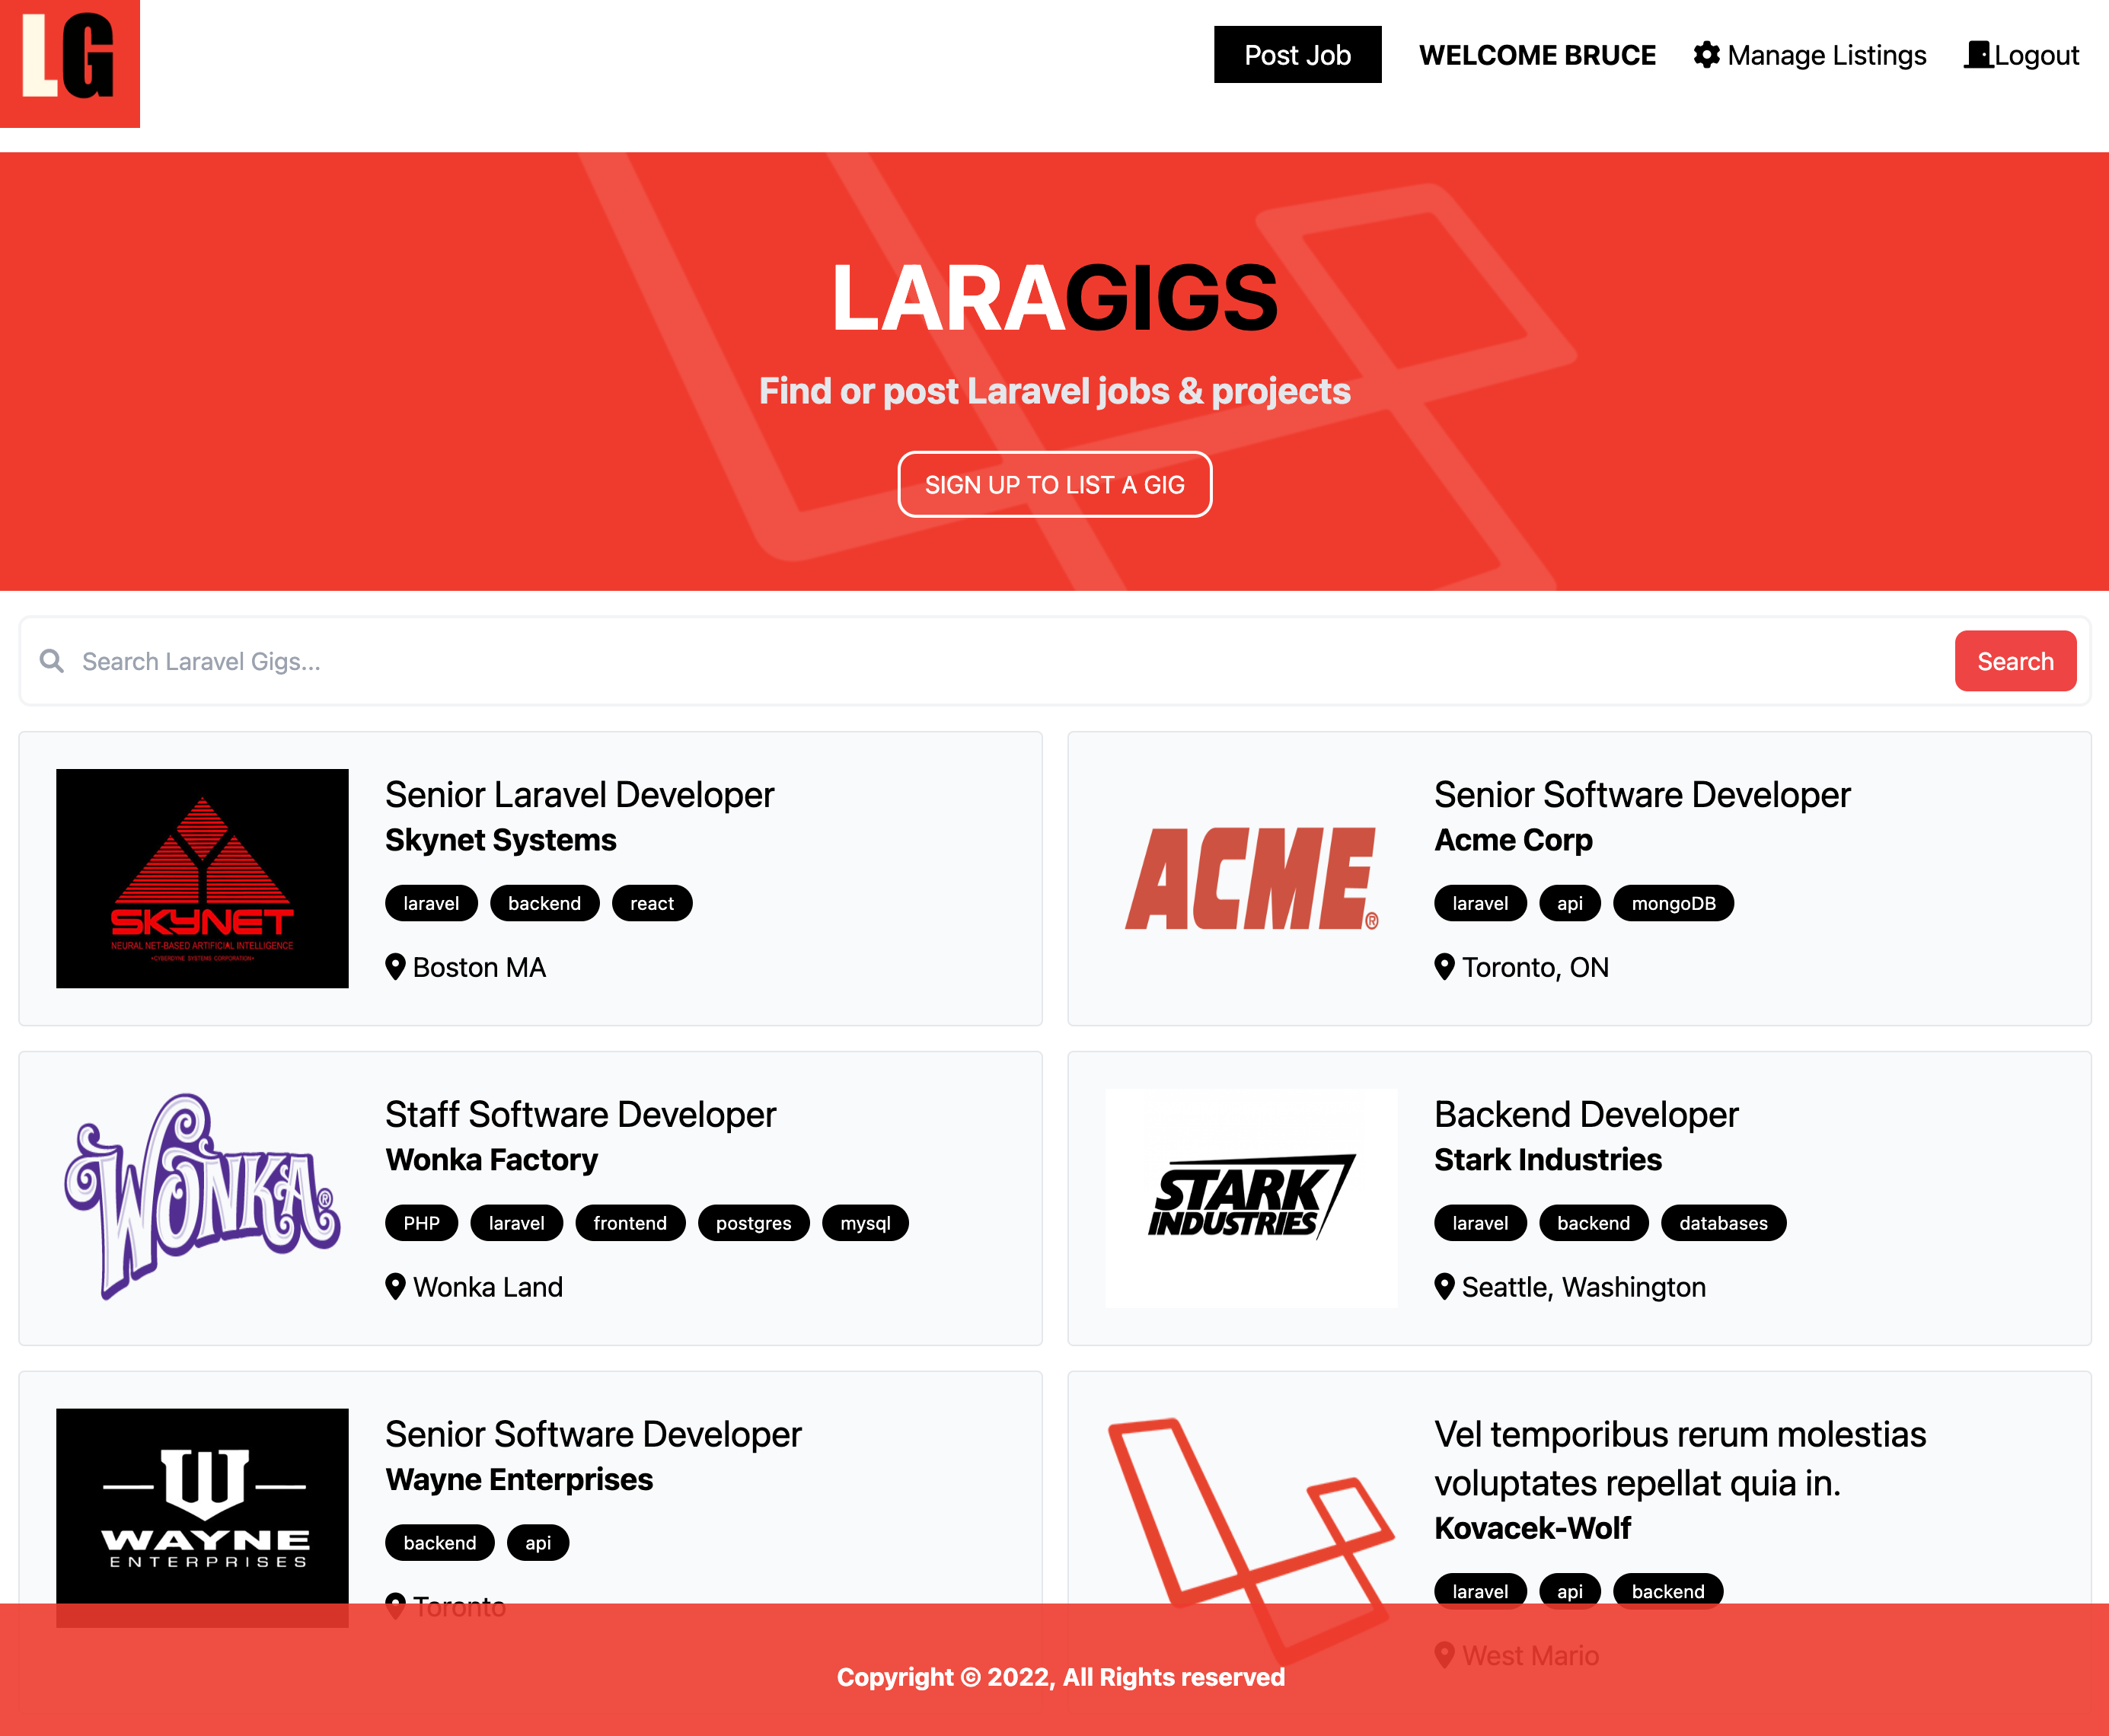 LG
Post Job
WELCOME BRUCE
Manage Listings
Logout
LARAGIGS
Find or post Laravel jobs & projects
SIGN UP TO LIST A GIG
Search Laravel Gigs...
Search
SKYNET
NEURAL NET-BASED ARTIFICIAL INTELLIGENCE
•CYBERDYNE SYSTEMS CORPORATION•
Senior Laravel Developer
Skynet Systems
laravel backend react
Boston MA
ACME®
Senior Software Developer
Acme Corp
laravel api mongoDB
Toronto, ON
WONKA®
Staff Software Developer
Wonka Factory
PHP laravel frontend postgres mysql
Wonka Land
STARK
INDUSTRIES
Backend Developer
Stark Industries
laravel backend databases
Seattle, Washington
W
WAYNE
ENTERPRISES
Senior Software Developer
Wayne Enterprises
backend api
Toronto
Vel temporibus rerum molestias
voluptates repellat quia in.
Kovacek-Wolf
laravel api backend
West Mario
Copyright © 2022, All Rights reserved